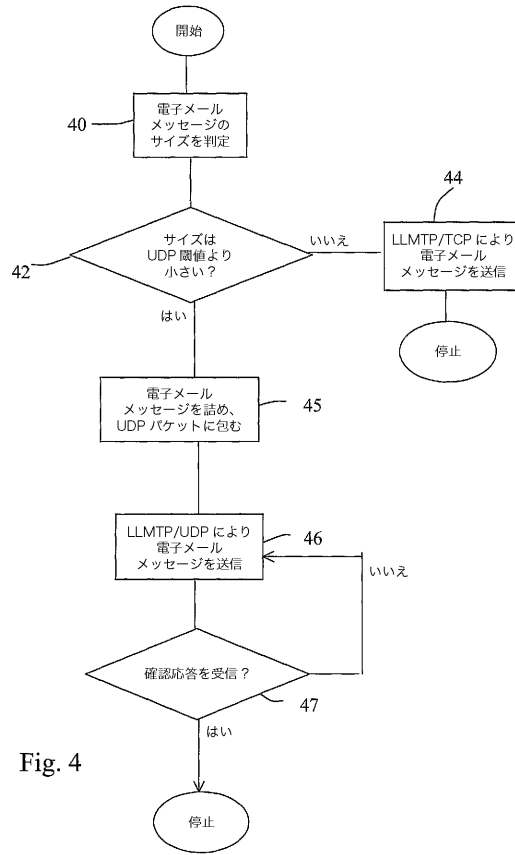 開始
40
電子メール
メッセージの
サイズを判定
44
サイズは
UDP 閾値より
小さい？
いいえ
LLMTP/TCP により
電子メール
メッセージを送信
42
はい
停止
電子メール
メッセージを詰め、
UDP パケットに包む
45
LLMTP/UDP により
電子メール
メッセージを送信
46
いいえ
確認応答を受信？
47
はい
Fig. 4
停止